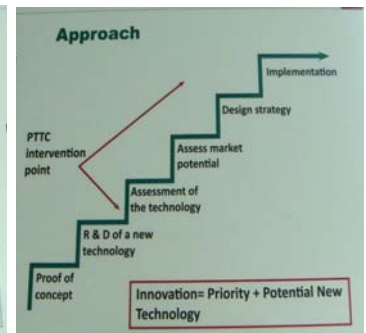 Approach
Implementation
Design strategy
PTTC
intervention
point
Assess market
potential
Assessment of
the technology
R & D of a new
technology
Proof of
concept
Innovation= Priority + Potential New
Technology